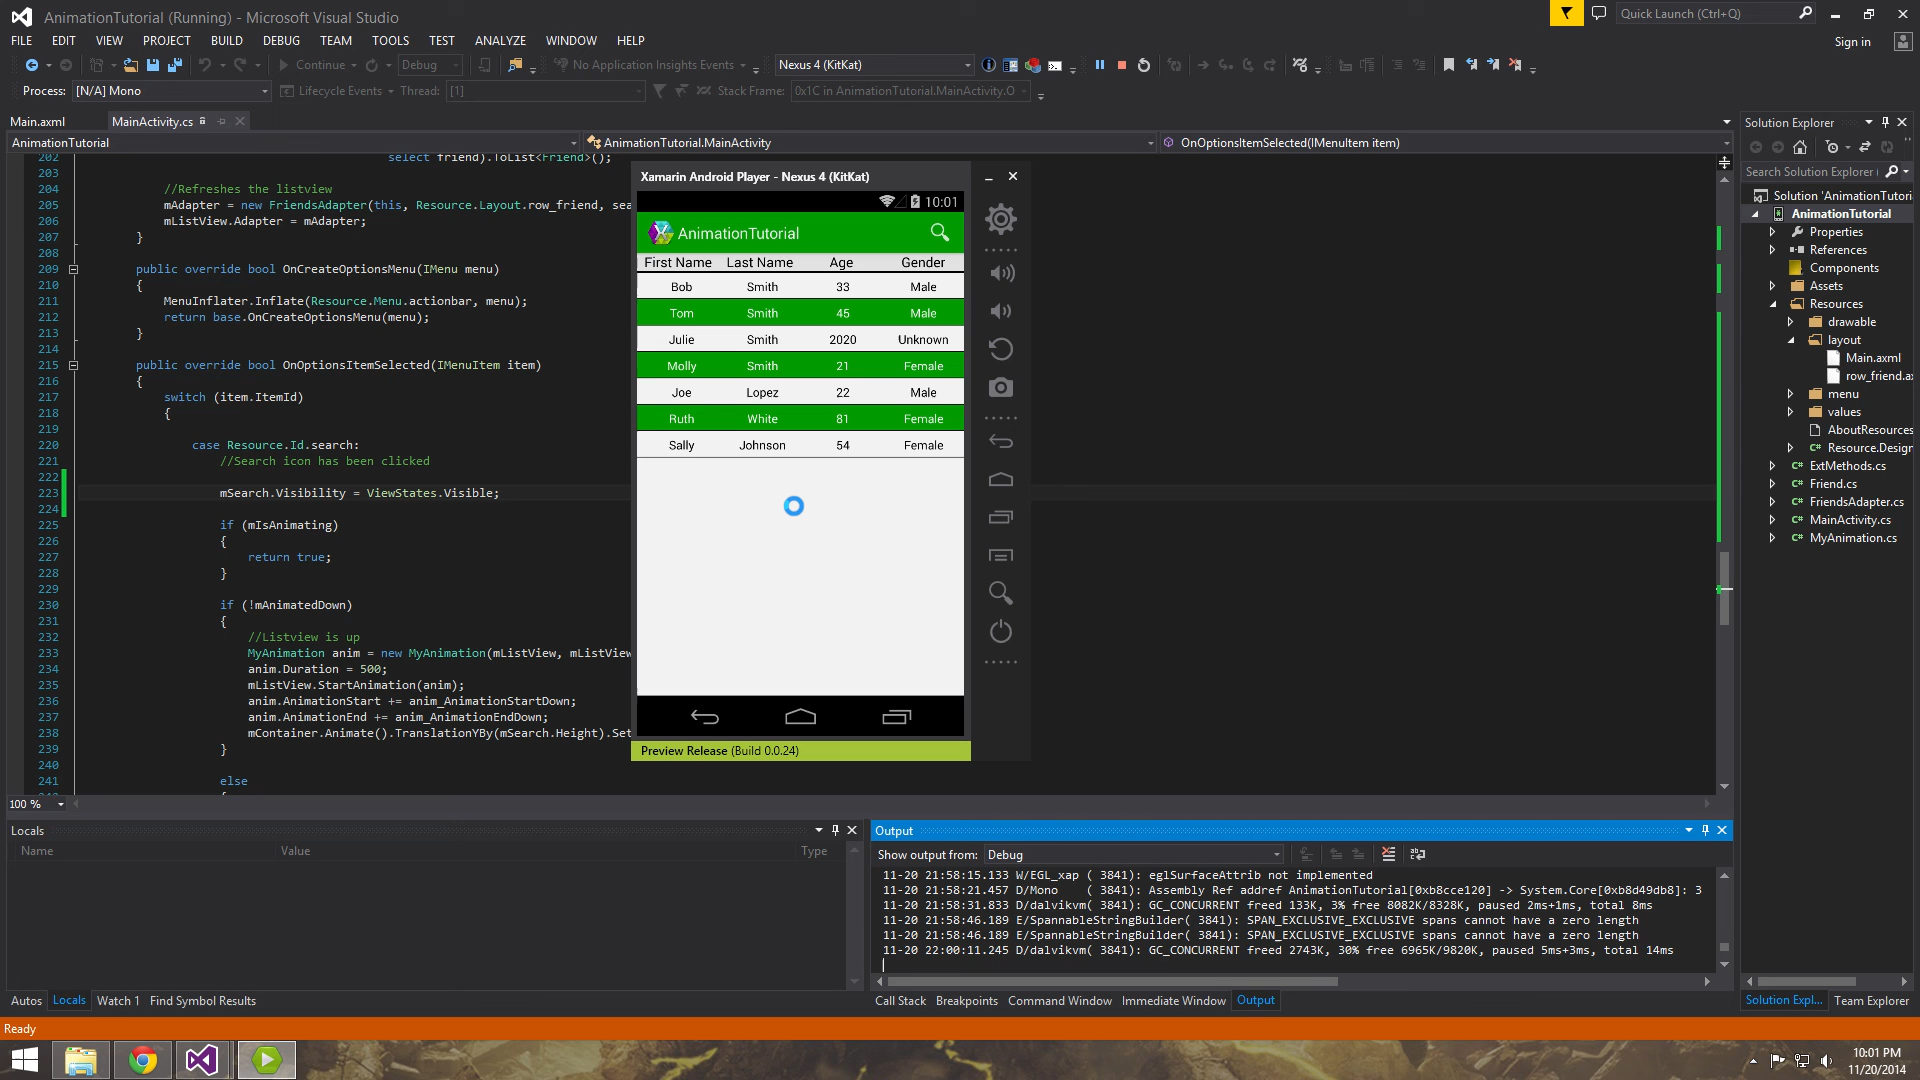 AnimationTutorial (Running) - Microsoft Visual Studio
Quick Launch (Ctrl+Q)
FILE EDIT VIEW PROJECT BUILD DEBUG TEAM TOOLS TEST ANALYZE WINDOW HELP
Sign in
Continue Debug No Application Insights Events Nexus 4 (KitKat)
Process: [N/A] Mono Lifecycle Events Thread: [1] Stack Frame: 0x1C in AnimationTutorial.MainActivity.O
Main.axml MainActivity.cs
AnimationTutorial AnimationTutorial.MainActivity OnOptionsItemSelected(IMenuItem item)
202 select friend).ToList<Friend>();
203
204 //Refreshes the listview
205 mAdapter = new FriendsAdapter(this, Resource.Layout.row_friend, sea
206 mListView.Adapter = mAdapter;
207 }
208
209 public override bool OnCreateOptionsMenu(IMenu menu)
210 {
211 MenuInflater.Inflate(Resource.Menu.actionbar, menu);
212 return base.OnCreateOptionsMenu(menu);
213 }
214
215 public override bool OnOptionsItemSelected(IMenuItem item)
216 {
217 switch (item.ItemId)
218 {
219
220 case Resource.Id.search:
221 //Search icon has been clicked
222
223 mSearch.Visibility = ViewStates.Visible;
224
225 if (mIsAnimating)
226 {
227 return true;
228 }
229
230 if (!mAnimatedDown)
231 {
232 //Listview is up
233 MyAnimation anim = new MyAnimation(mListView, mListView
234 anim.Duration = 500;
235 mListView.StartAnimation(anim);
236 anim.AnimationStart += anim_AnimationStartDown;
237 anim.AnimationEnd += anim_AnimationEndDown;
238 mContainer.Animate().TranslationYBy(mSearch.Height).Set
239 }
240
241 else
100 %
Xamarin Android Player - Nexus 4 (KitKat)
10:01
AnimationTutorial
First Name Last Name Age Gender
Bob Smith 33 Male
Tom Smith 45 Male
Julie Smith 2020 Unknown
Molly Smith 21 Female
Joe Lopez 22 Male
Ruth White 81 Female
Sally Johnson 54 Female
Preview Release (Build 0.0.24)
Solution Explorer
Search Solution Explorer (
Solution 'AnimationTutori
AnimationTutorial
Properties
References
Components
Assets
Resources
drawable
layout
Main.axml
row_friend.ax
menu
values
AboutResources
Resource.Design
ExtMethods.cs
Friend.cs
FriendsAdapter.cs
MainActivity.cs
MyAnimation.cs
Solution Expl... Team Explorer
Locals
Name Value Type
Autos Locals Watch 1 Find Symbol Results
Output
Show output from: Debug
11-20 21:58:15.133 W/EGL_xap ( 3841): eglSurfaceAttrib not implemented
11-20 21:58:21.457 D/Mono ( 3841): Assembly Ref addref AnimationTutorial[0xb8cce120] -> System.Core[0xb8d49db8]: 3
11-20 21:58:31.833 D/dalvikvm( 3841): GC_CONCURRENT freed 133K, 3% free 8082K/8328K, paused 2ms+1ms, total 8ms
11-20 21:58:46.189 E/SpannableStringBuilder( 3841): SPAN_EXCLUSIVE_EXCLUSIVE spans cannot have a zero length
11-20 21:58:46.189 E/SpannableStringBuilder( 3841): SPAN_EXCLUSIVE_EXCLUSIVE spans cannot have a zero length
11-20 22:00:11.245 D/dalvikvm( 3841): GC_CONCURRENT freed 2743K, 30% free 6965K/9820K, paused 5ms+3ms, total 14ms
Call Stack Breakpoints Command Window Immediate Window Output
Ready
10:01 PM
11/20/2014